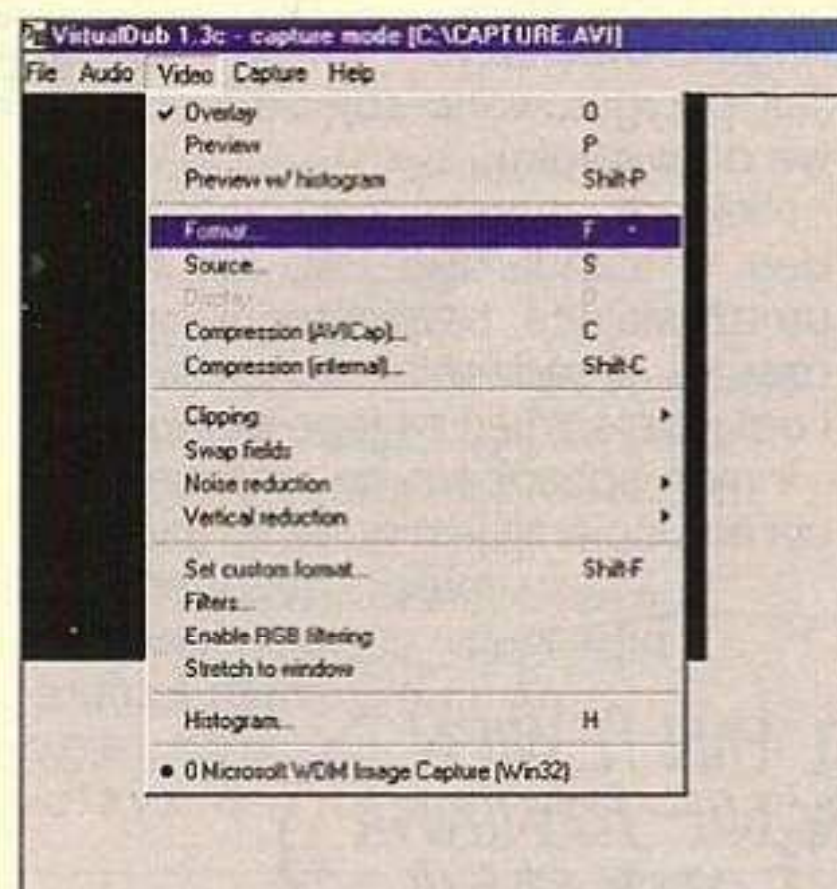 VirtualDub 1.3c - capture mode [C:\CAPTURE.AVI]
File Audio Video Capture Help
✔ Overlay O
Preview P
Preview w/ histogram Shift-P
Format... F
Source... S
Display... D
Compression (AVICap)... C
Compression (internal)... Shift-C
Clipping
Swap fields
Noise reduction
Vertical reduction
Set custom format... Shift-F
Filters...
Enable RGB filtering
Stretch to window
Histogram... H
• 0 Microsoft WDM Image Capture (Win32)